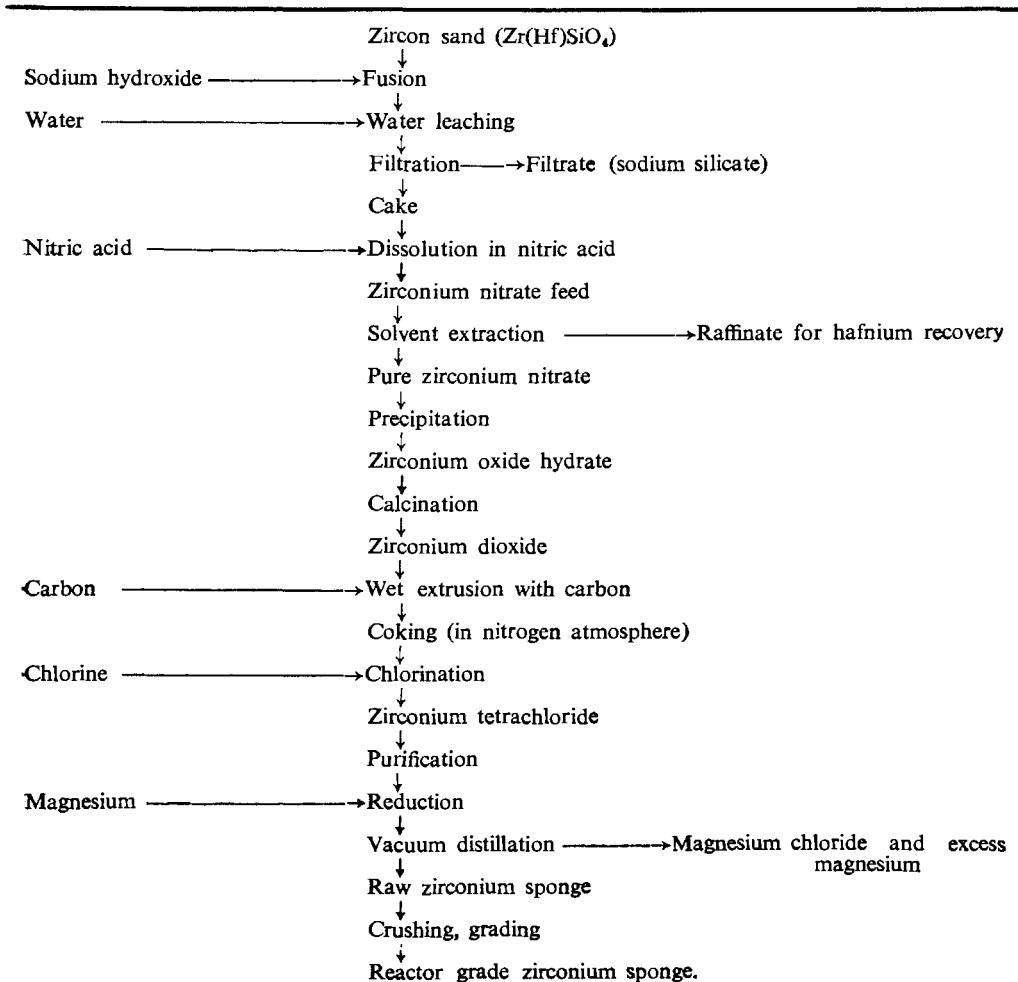 Zircon sand (Zr(Hf)SiO₄)
Sodium hydroxide → Fusion
Water → Water leaching
Filtration → Filtrate (sodium silicate)
Cake
Nitric acid → Dissolution in nitric acid
Zirconium nitrate feed
Solvent extraction → Raffinate for hafnium recovery
Pure zirconium nitrate
Precipitation
Zirconium oxide hydrate
Calcination
Zirconium dioxide
Carbon → Wet extrusion with carbon
Coking (in nitrogen atmosphere)
Chlorine → Chlorination
Zirconium tetrachloride
Purification
Magnesium → Reduction
Vacuum distillation → Magnesium chloride and excess
magnesium
Raw zirconium sponge
Crushing, grading
Reactor grade zirconium sponge.